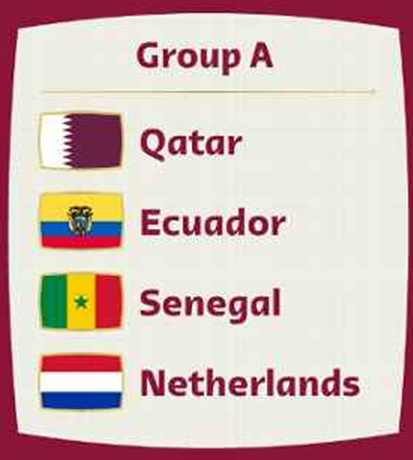 Group A
Qatar
Ecuador
Senegal
Netherlands